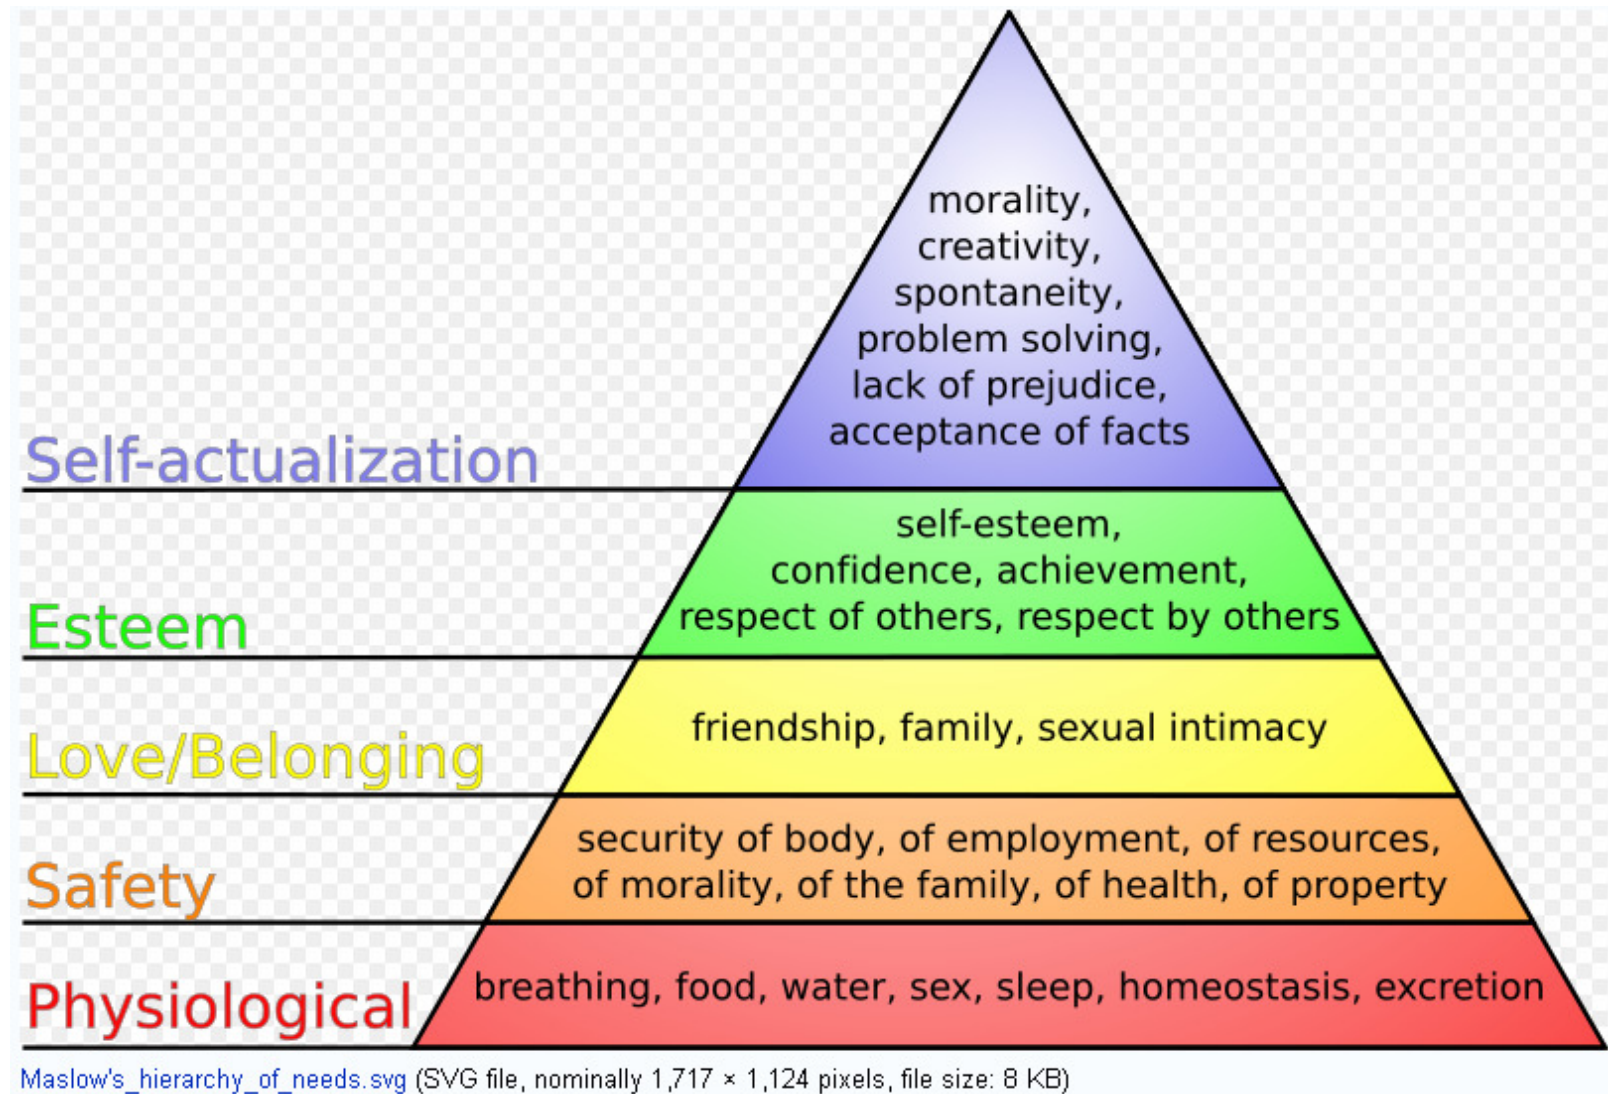 morality,
creativity,
spontaneity,
problem solving,
lack of prejudice,
acceptance of facts
Self-actualization
self-esteem,
confidence, achievement,
respect of others, respect by others
Esteem
friendship, family, sexual intimacy
Love/Belonging
security of body, of employment, of resources,
of morality, of the family, of health, of property
Safety
breathing, food, water, sex, sleep, homeostasis, excretion
Physiological
Maslow's_hierarchy_of_needs.svg (SVG file, nominally 1,717 × 1,124 pixels, file size: 8 KB)